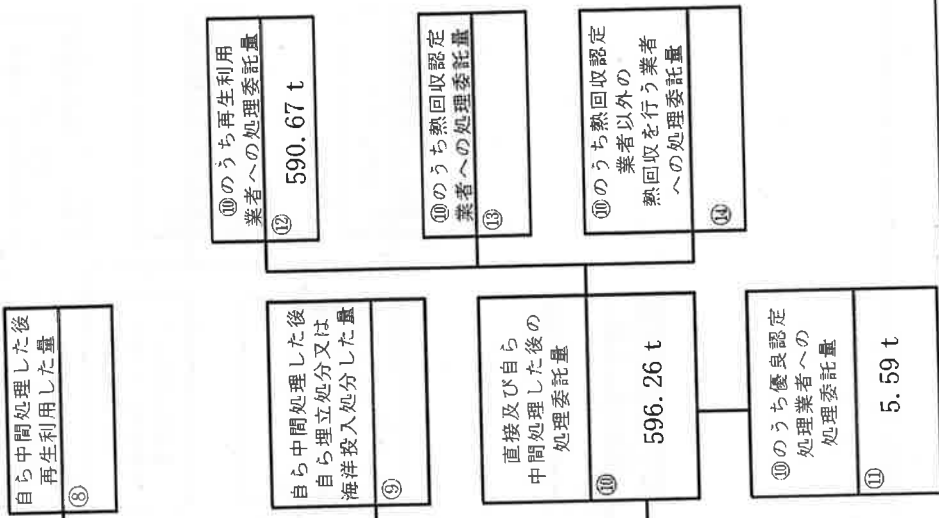 自ら中間処理した後
再生利用した量
⑧
自ら中間処理した後
自ら埋立処分又は
海洋投入処分した量
⑨
直接及び自ら
中間処理した後の
処理委託量
⑩
596.26 t
⑩のうち優良認定
処理業者への
処理委託量
⑪
5.59 t
⑩のうち再生利用
業者への処理委託量
⑫
590.67 t
⑩のうち熱回収認定
業者への処理委託量
⑬
⑩のうち熱回収認定
業者以外の
熱回収を行う業者
への処理委託量
⑭